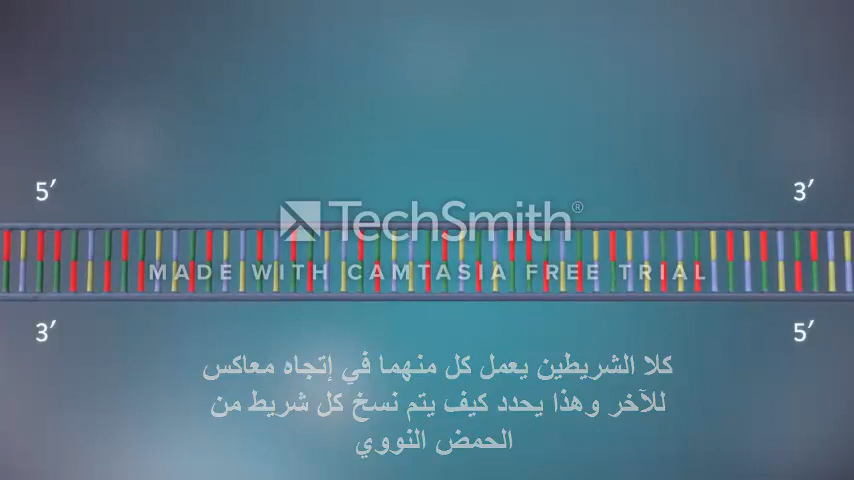 5′ 3′
TechSmith®
MADE WITH CAMTASIA FREE TRIAL
3′ 5′
كلا الشريطين يعمل كل منهما في إتجاه معاكس
للآخر وهذا يحدد كيف يتم نسخ كل شريط من
الحمض النووي